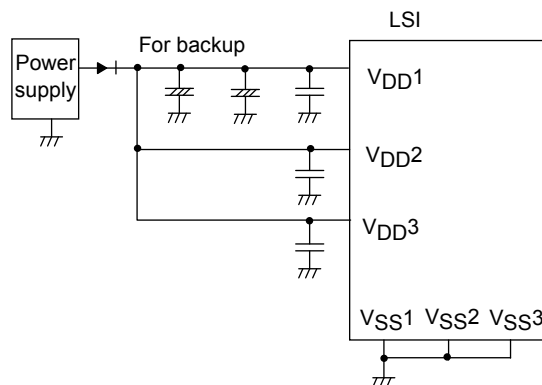 LSI
For backup
Power
supply
VDD1
VDD2
VDD3
VSS1 VSS2 VSS3